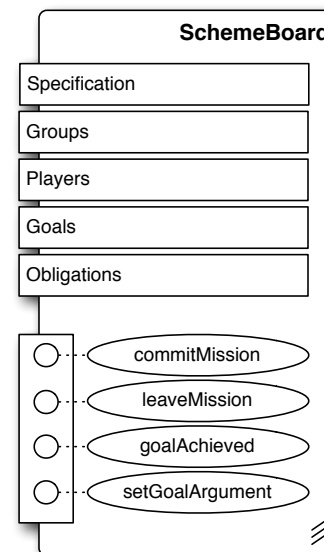 SchemeBoard
Specification
Groups
Players
Goals
Obligations
commitMission
leaveMission
goalAchieved
setGoalArgument